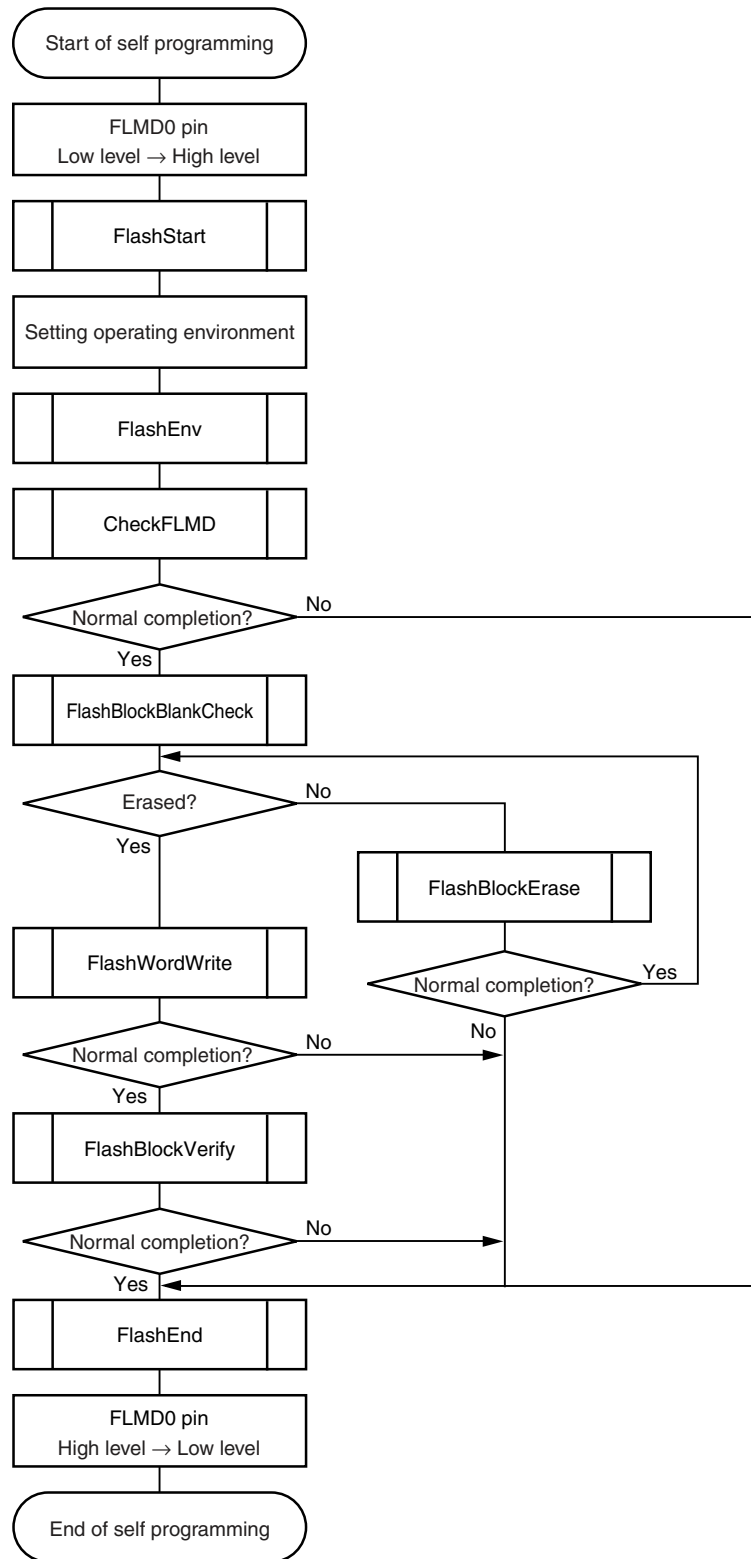 Start of self programming
FLMD0 pin
Low level → High level
FlashStart
Setting operating environment
FlashEnv
CheckFLMD
Normal completion?
No
Yes
FlashBlockBlankCheck
Erased?
No
Yes
FlashBlockErase
Normal completion?
Yes
No
FlashWordWrite
Normal completion?
No
Yes
FlashBlockVerify
Normal completion?
No
Yes
FlashEnd
FLMD0 pin
High level → Low level
End of self programming